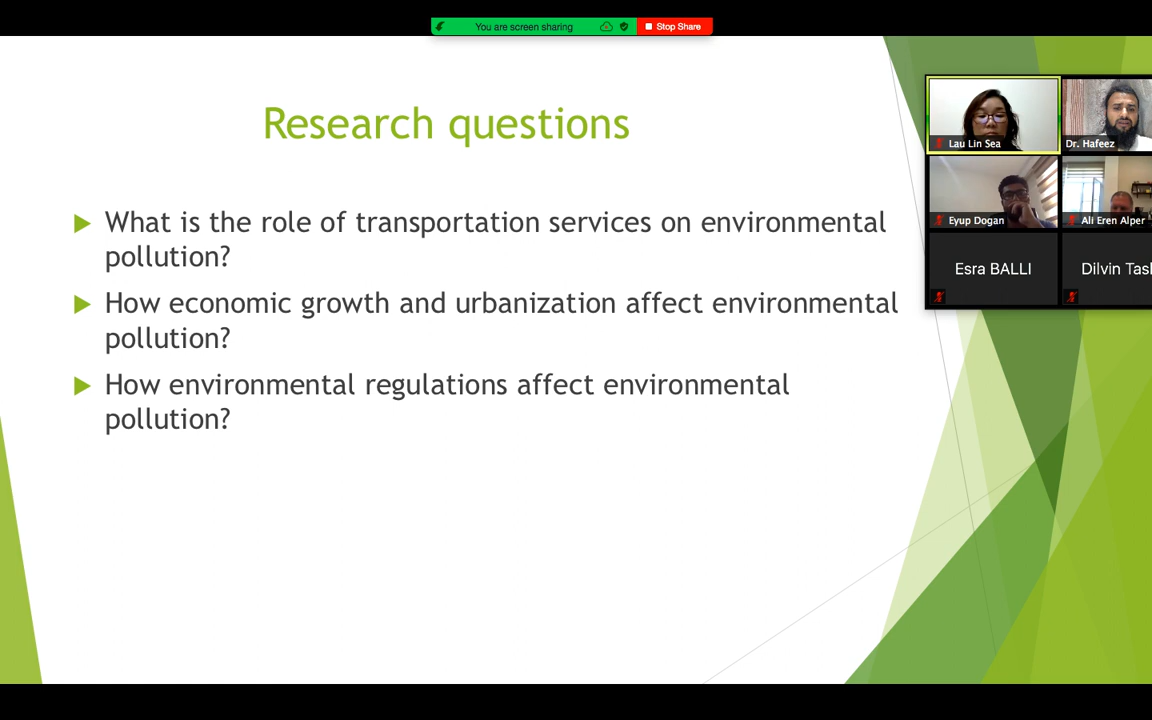 You are screen sharing
Stop Share
Research questions
What is the role of transportation services on environmental
pollution?
How economic growth and urbanization affect environmental
pollution?
How environmental regulations affect environmental
pollution?
Lau Lin Sea
Dr. Hafeez
Eyup Dogan
Ali Eren Alper
Esra BALLI
Dilvin